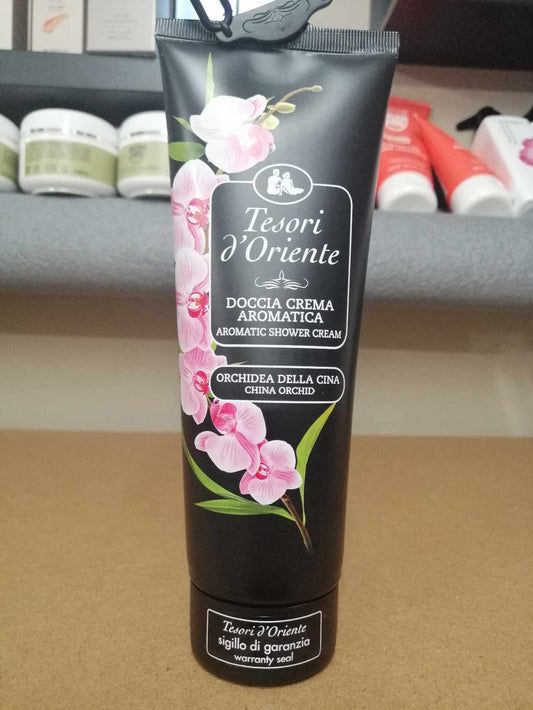 Tesori
d'Oriente
DOCCIA CREMA
AROMATICA
AROMATIC SHOWER CREAM
ORCHIDEA DELLA CINA
CHINA ORCHID
Tesori d'Oriente
sigillo di garanzia
warranty seal